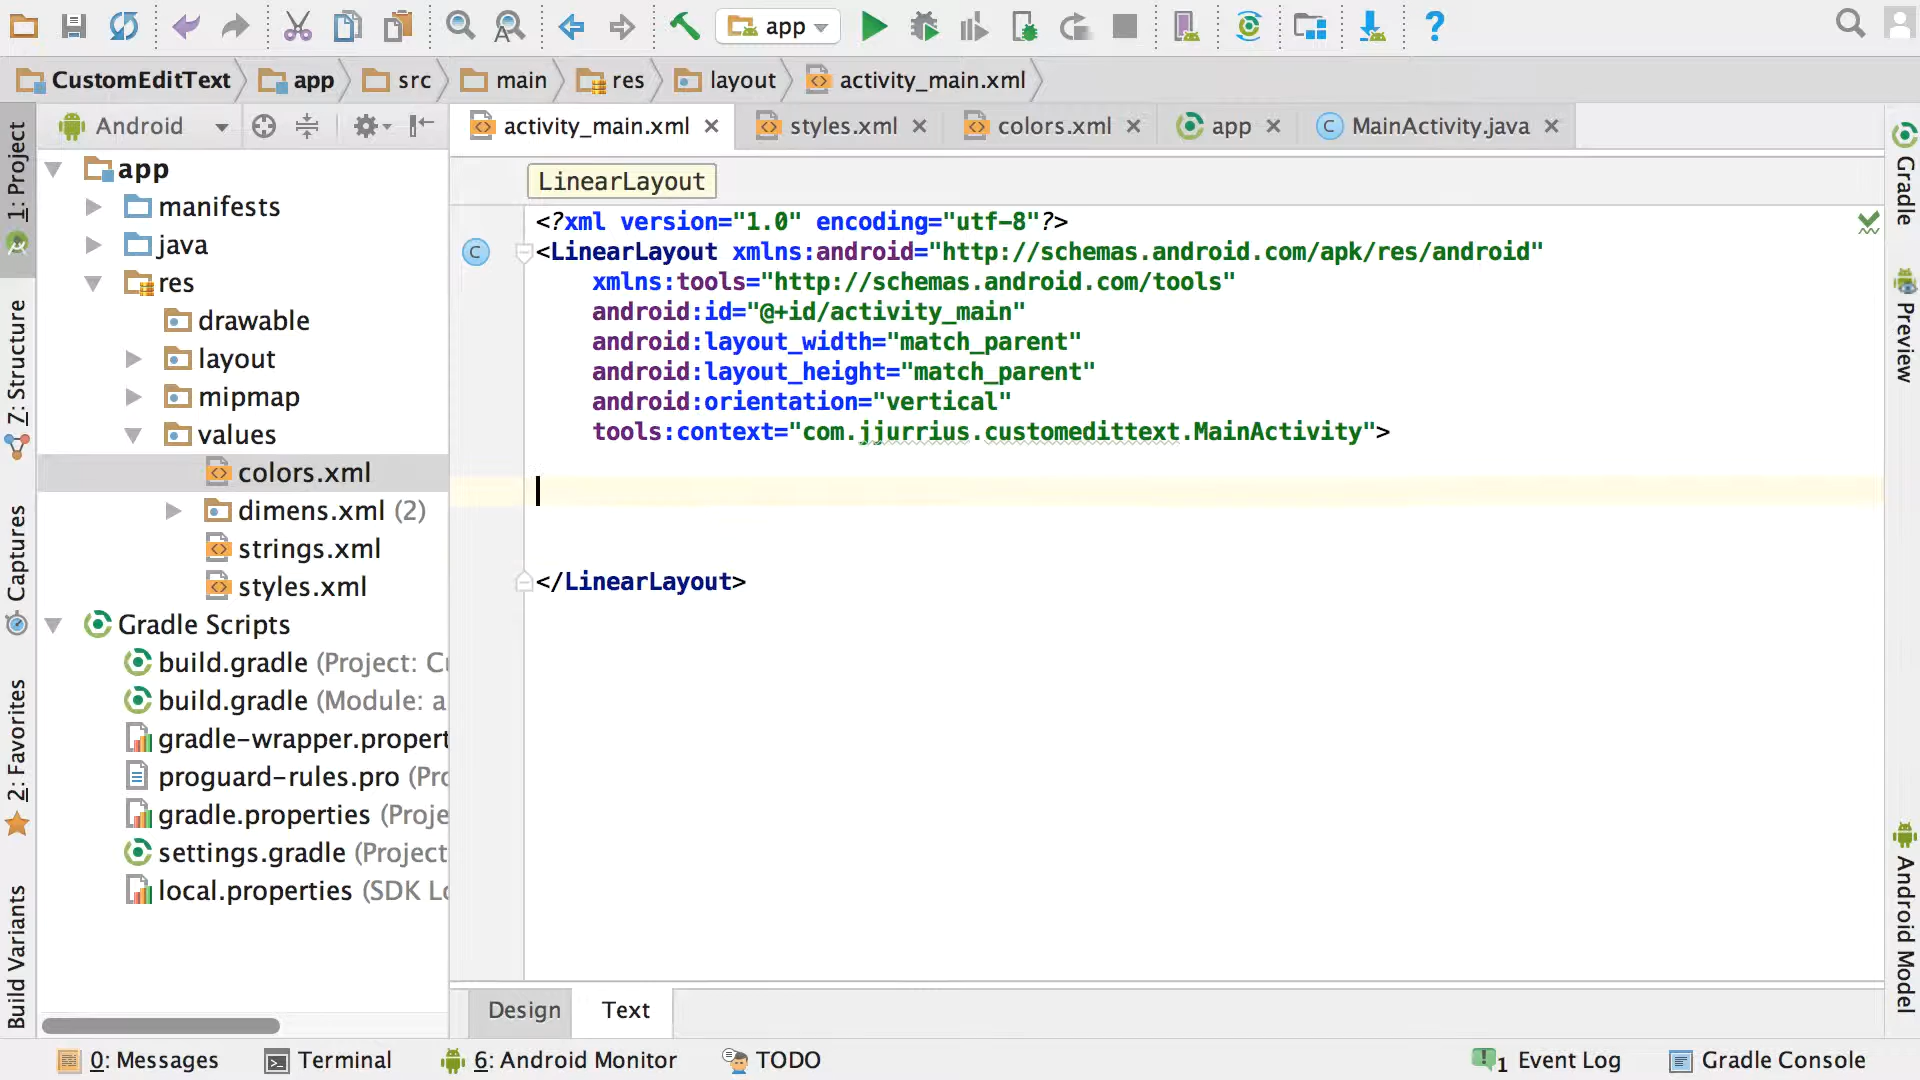 app
CustomEditText app src main res layout activity_main.xml
1: Project
Z: Structure
Captures
2: Favorites
Build Variants
Android
app
manifests
java
res
drawable
layout
mipmap
values
colors.xml
dimens.xml (2)
strings.xml
styles.xml
Gradle Scripts
build.gradle (Project: Cu
build.gradle (Module: a
gradle-wrapper.propert
proguard-rules.pro (Pro
gradle.properties (Proje
settings.gradle (Project
local.properties (SDK Lo
activity_main.xml styles.xml colors.xml app MainActivity.java
LinearLayout
<?xml version="1.0" encoding="utf-8"?>
C <LinearLayout xmlns:android="http://schemas.android.com/apk/res/android"
xmlns:tools="http://schemas.android.com/tools"
android:id="@+id/activity_main"
android:layout_width="match_parent"
android:layout_height="match_parent"
android:orientation="vertical"
tools:context="com.jjurrius.customedittext.MainActivity">
</LinearLayout>
Design Text
Gradle
Preview
Android Model
0: Messages Terminal 6: Android Monitor TODO 1 Event Log Gradle Console